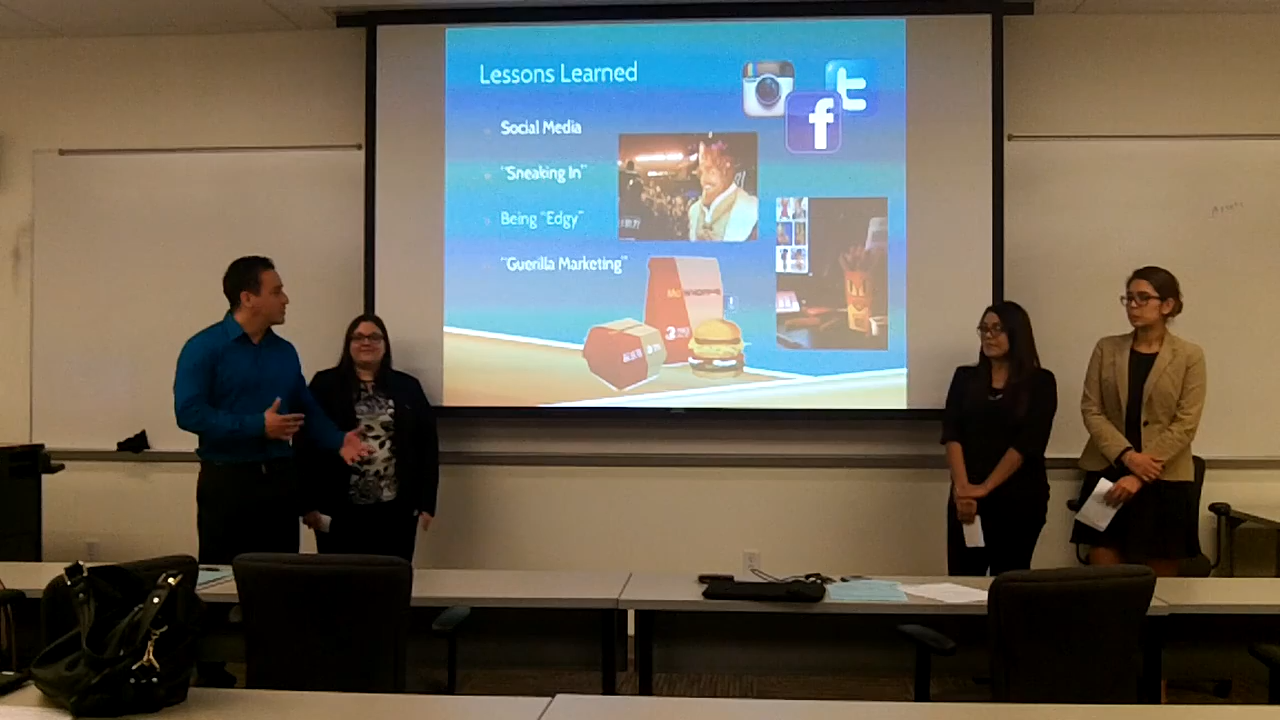 Lessons Learned
Social Media
"Sneaking In"
Being "Edgy"
"Guerilla Marketing"
t
f